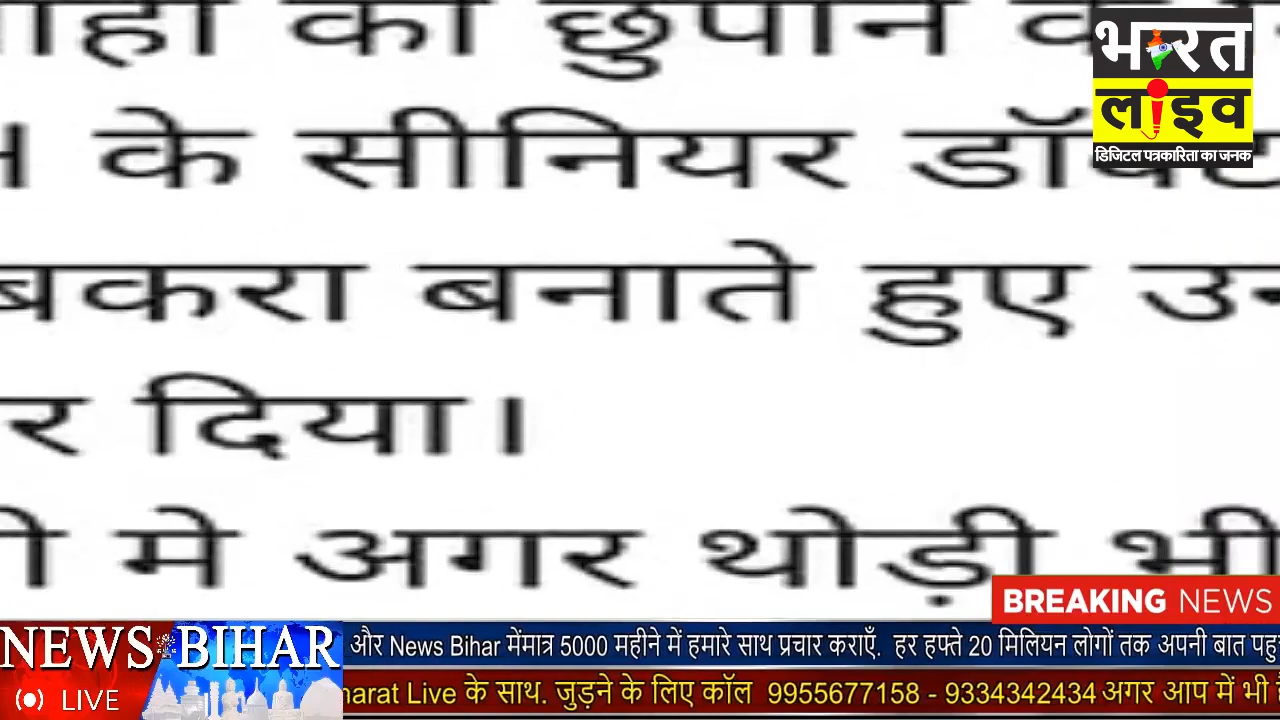 को छुपाने
के सीनियर
बकरा बनाते हुए
दिया।
मे अगर थोड़ी भी
भारत
लाइव
डिजिटल पत्रकारिता का जनक
BREAKING NEWS
NEWS BIHAR
LIVE
और News Bihar मेंमात्र 5000 महीने में हमारे साथ प्रचार कराएँ. हर हफ्ते 20 मिलियन लोगों तक अपनी बात
harat Live के साथ. जुड़ने के लिए कॉल 9955677158 - 9334342434 अगर आप में भी